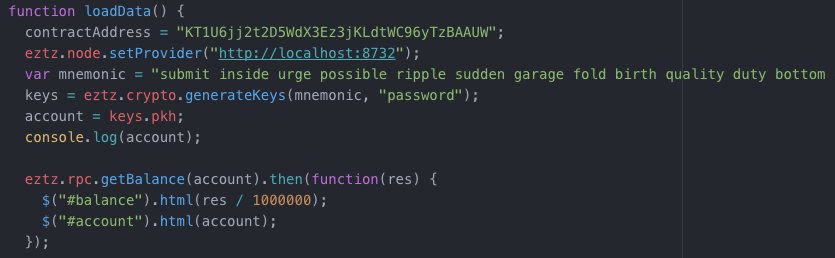 function loadData() {
contractAddress = "KT1U6jj2t2D5WdX3Ez3jKLdtWC96yTzBAAUW";
eztz.node.setProvider("http://localhost:8732");
var mnemonic = "submit inside urge possible ripple sudden garage fold birth quality duty bottom
keys = eztz.crypto.generateKeys(mnemonic, "password");
account = keys.pkh;
console.log(account);
eztz.rpc.getBalance(account).then(function(res) {
$("#balance").html(res / 1000000);
$("#account").html(account);
});